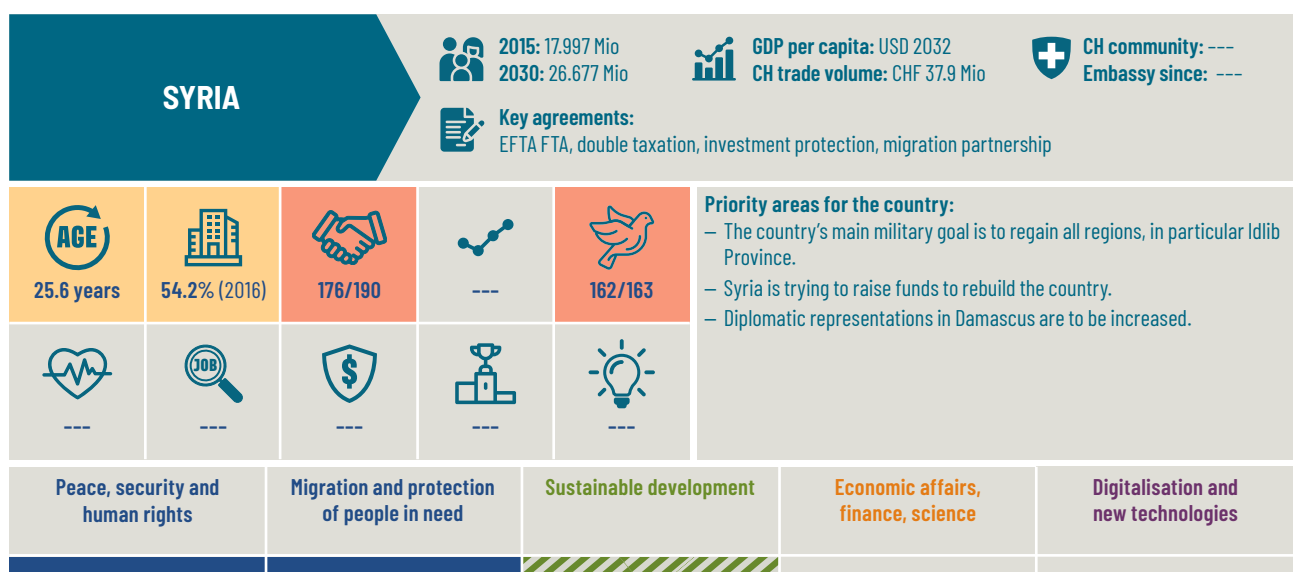 SYRIA
2015: 17.997 Mio
2030: 26.677 Mio
GDP per capita: USD 2032
CH trade volume: CHF 37.9 Mio
CH community: ---
Embassy since: ---
Key agreements:
EFTA FTA, double taxation, investment protection, migration partnership
AGE
25.6 years
54.2% (2016)
176/190
---
162/163
JOB
$
---
---
---
---
---
Priority areas for the country:
– The country's main military goal is to regain all regions, in particular Idlib
Province.
– Syria is trying to raise funds to rebuild the country.
– Diplomatic representations in Damascus are to be increased.
Peace, security and
human rights
Migration and protection
of people in need
Sustainable development
Economic affairs,
finance, science
Digitalisation and
new technologies